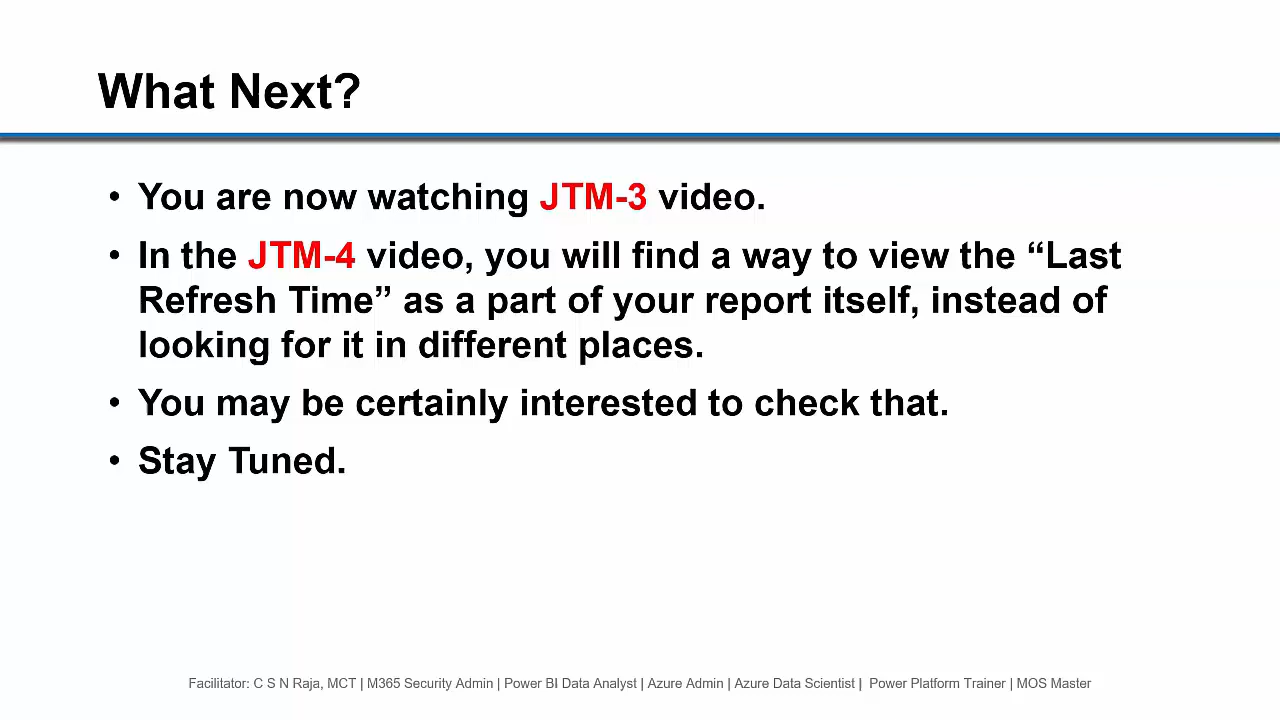 What Next?
• You are now watching JTM-3 video.
• In the JTM-4 video, you will find a way to view the “Last
Refresh Time” as a part of your report itself, instead of
looking for it in different places.
• You may be certainly interested to check that.
• Stay Tuned.
Facilitator: C S N Raja, MCT | M365 Security Admin | Power BI Data Analyst | Azure Admin | Azure Data Scientist | Power Platform Trainer | MOS Master